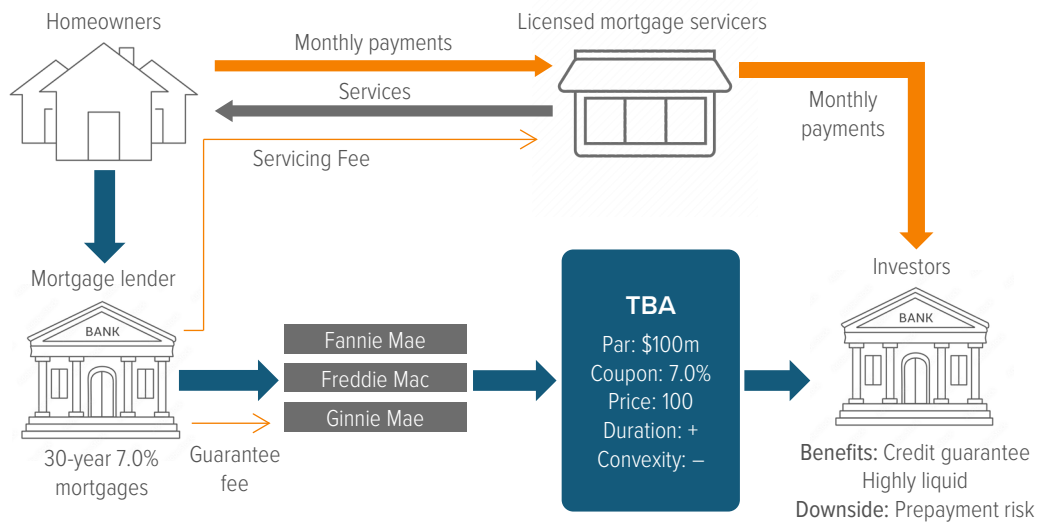 Homeowners
Licensed mortgage servicers
Monthly payments
Services
Servicing Fee
Monthly
payments
Mortgage lender
BANK
30-year 7.0%
mortgages
Guarantee
fee
Fannie Mae
Freddie Mac
Ginnie Mae
TBA
Par: $100m
Coupon: 7.0%
Price: 100
Duration: +
Convexity: –
Investors
BANK
Benefits: Credit guarantee
Highly liquid
Downside: Prepayment risk